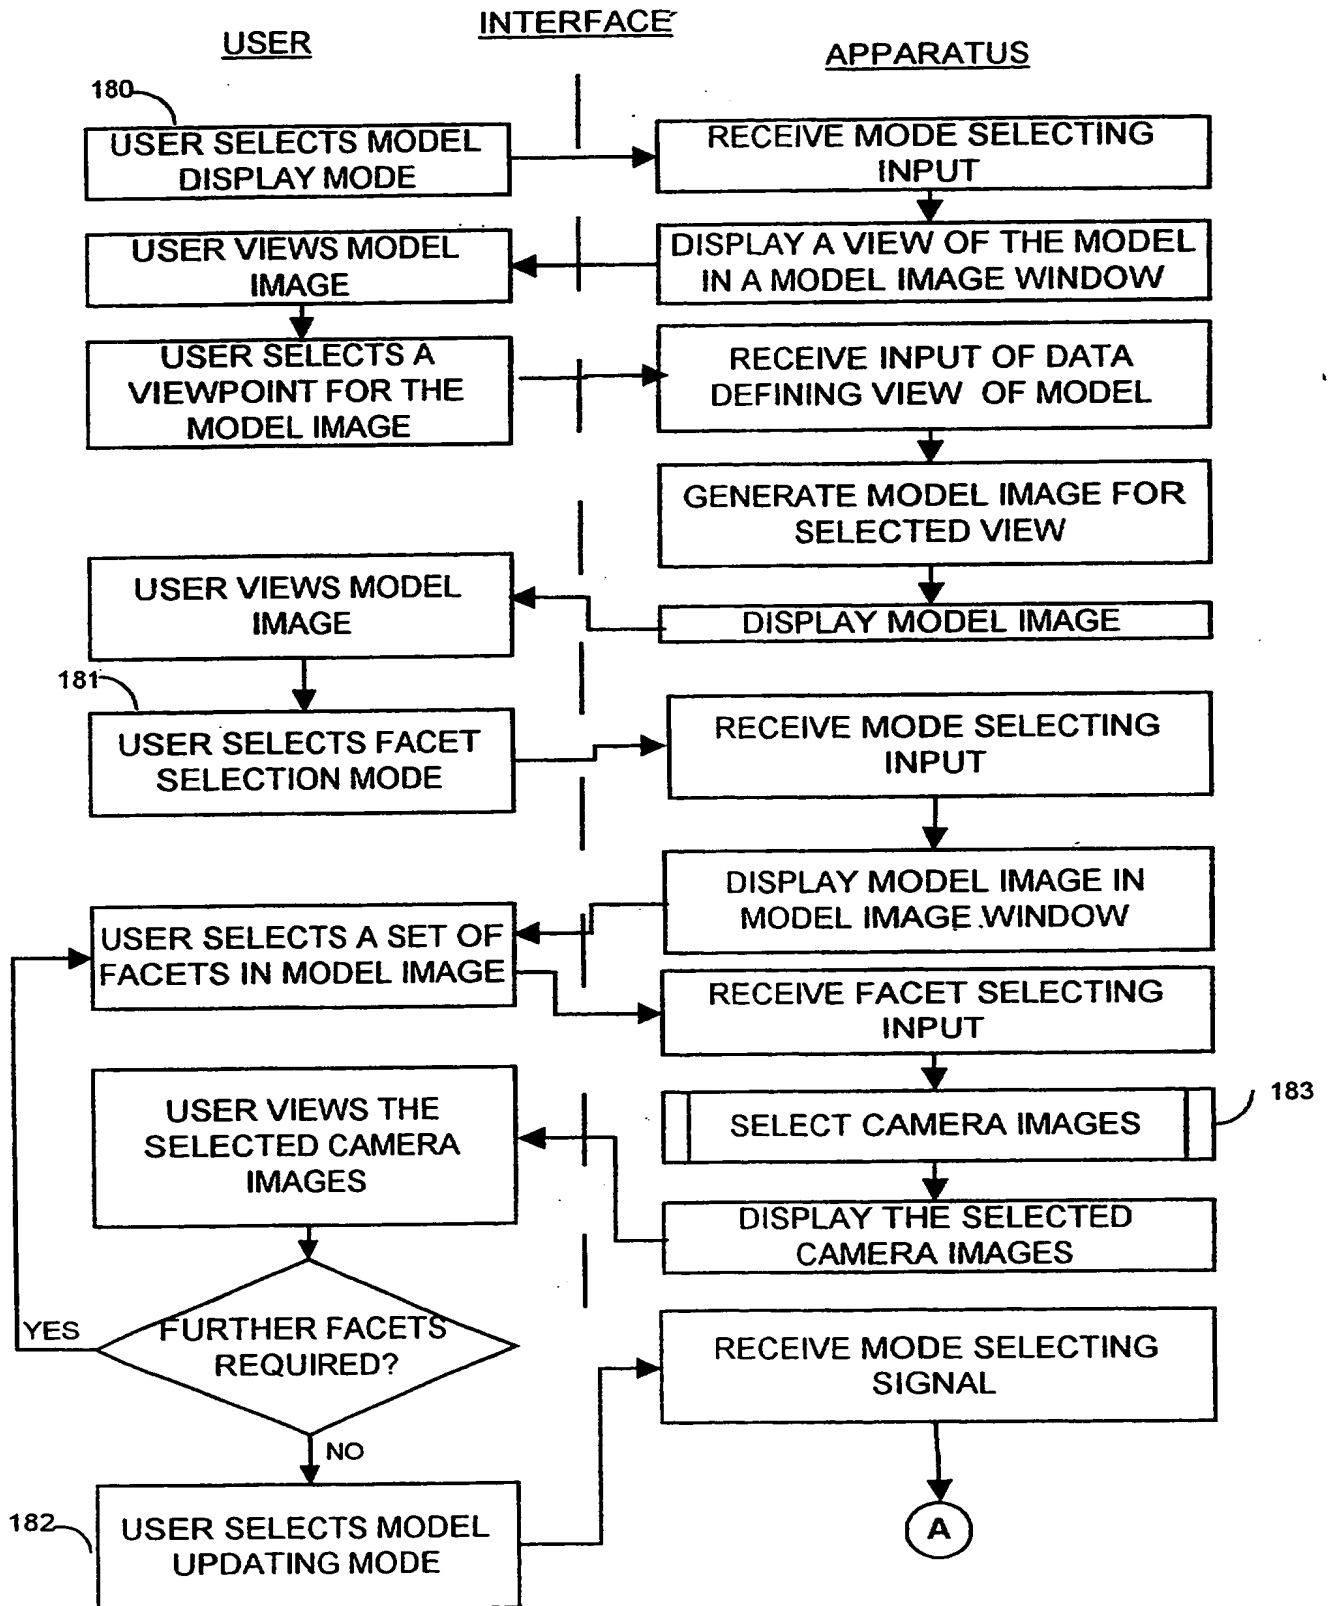 INTERFACE
USER
APPARATUS
180
USER SELECTS MODEL
DISPLAY MODE
RECEIVE MODE SELECTING
INPUT
USER VIEWS MODEL
IMAGE
DISPLAY A VIEW OF THE MODEL
IN A MODEL IMAGE WINDOW
USER SELECTS A
VIEWPOINT FOR THE
MODEL IMAGE
RECEIVE INPUT OF DATA
DEFINING VIEW OF MODEL
GENERATE MODEL IMAGE FOR
SELECTED VIEW
USER VIEWS MODEL
IMAGE
DISPLAY MODEL IMAGE
181
USER SELECTS FACET
SELECTION MODE
RECEIVE MODE SELECTING
INPUT
DISPLAY MODEL IMAGE IN
MODEL IMAGE WINDOW
USER SELECTS A SET OF
FACETS IN MODEL IMAGE
RECEIVE FACET SELECTING
INPUT
183
SELECT CAMERA IMAGES
USER VIEWS THE
SELECTED CAMERA
IMAGES
DISPLAY THE SELECTED
CAMERA IMAGES
YES
FURTHER FACETS
REQUIRED?
RECEIVE MODE SELECTING
SIGNAL
NO
182
USER SELECTS MODEL
UPDATING MODE
A